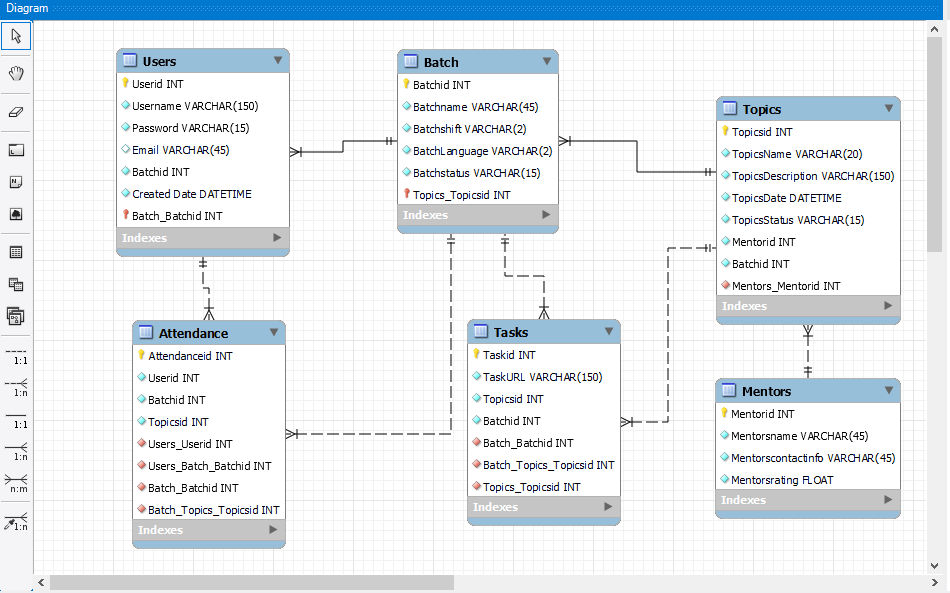 Diagram
Users
Userid INT
Username VARCHAR(150)
Password VARCHAR(15)
Email VARCHAR(45)
Batchid INT
Created Date DATETIME
Batch_Batchid INT
Indexes
Batch
Batchid INT
Batchname VARCHAR(45)
Batchshift VARCHAR(2)
BatchLanguage VARCHAR(2)
Batchstatus VARCHAR(15)
Topics_Topicsid INT
Indexes
Topics
Topicsid INT
TopicsName VARCHAR(20)
TopicsDescription VARCHAR(150)
TopicsDate DATETIME
TopicsStatus VARCHAR(15)
Mentorid INT
Batchid INT
Mentors_Mentorid INT
Indexes
Attendance
Attendanceid INT
Userid INT
Batchid INT
Topicsid INT
Users_Userid INT
Users_Batch_Batchid INT
Batch_Batchid INT
Batch_Topics_Topicsid INT
Indexes
Tasks
Taskid INT
TaskURL VARCHAR(150)
Topicsid INT
Batchid INT
Batch_Batchid INT
Batch_Topics_Topicsid INT
Topics_Topicsid INT
Indexes
Mentors
Mentorid INT
Mentorsname VARCHAR(45)
Mentorscontactinfo VARCHAR(45)
Mentorsrating FLOAT
Indexes
1:1
1:n
1:1
1:n
n:m
1:n